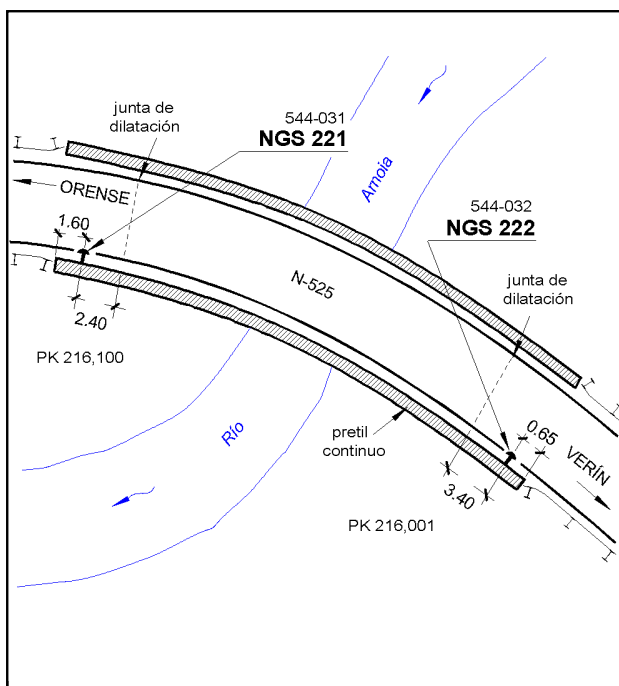 junta de
dilatación
544-031
NGS 221
Arnoia
ORENSE
1.60
544-032
NGS 222
junta de
dilatación
N-525
2.40
PK 216,100
Río
pretil
continuo
0.65
VERÍN
3.40
PK 216,001